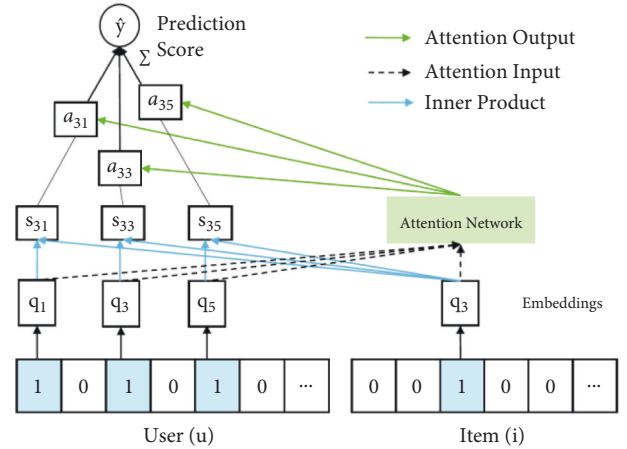 ŷ Prediction
Score
Σ
Attention Output
Attention Input
Inner Product
a₃₅
a₃₁
a₃₃
s₃₁ s₃₃ s₃₅
Attention Network
q₁ q₃ q₅ q₃ Embeddings
1 0 1 0 1 0 ... 0 0 1 0 0 ...
User (u) Item (i)